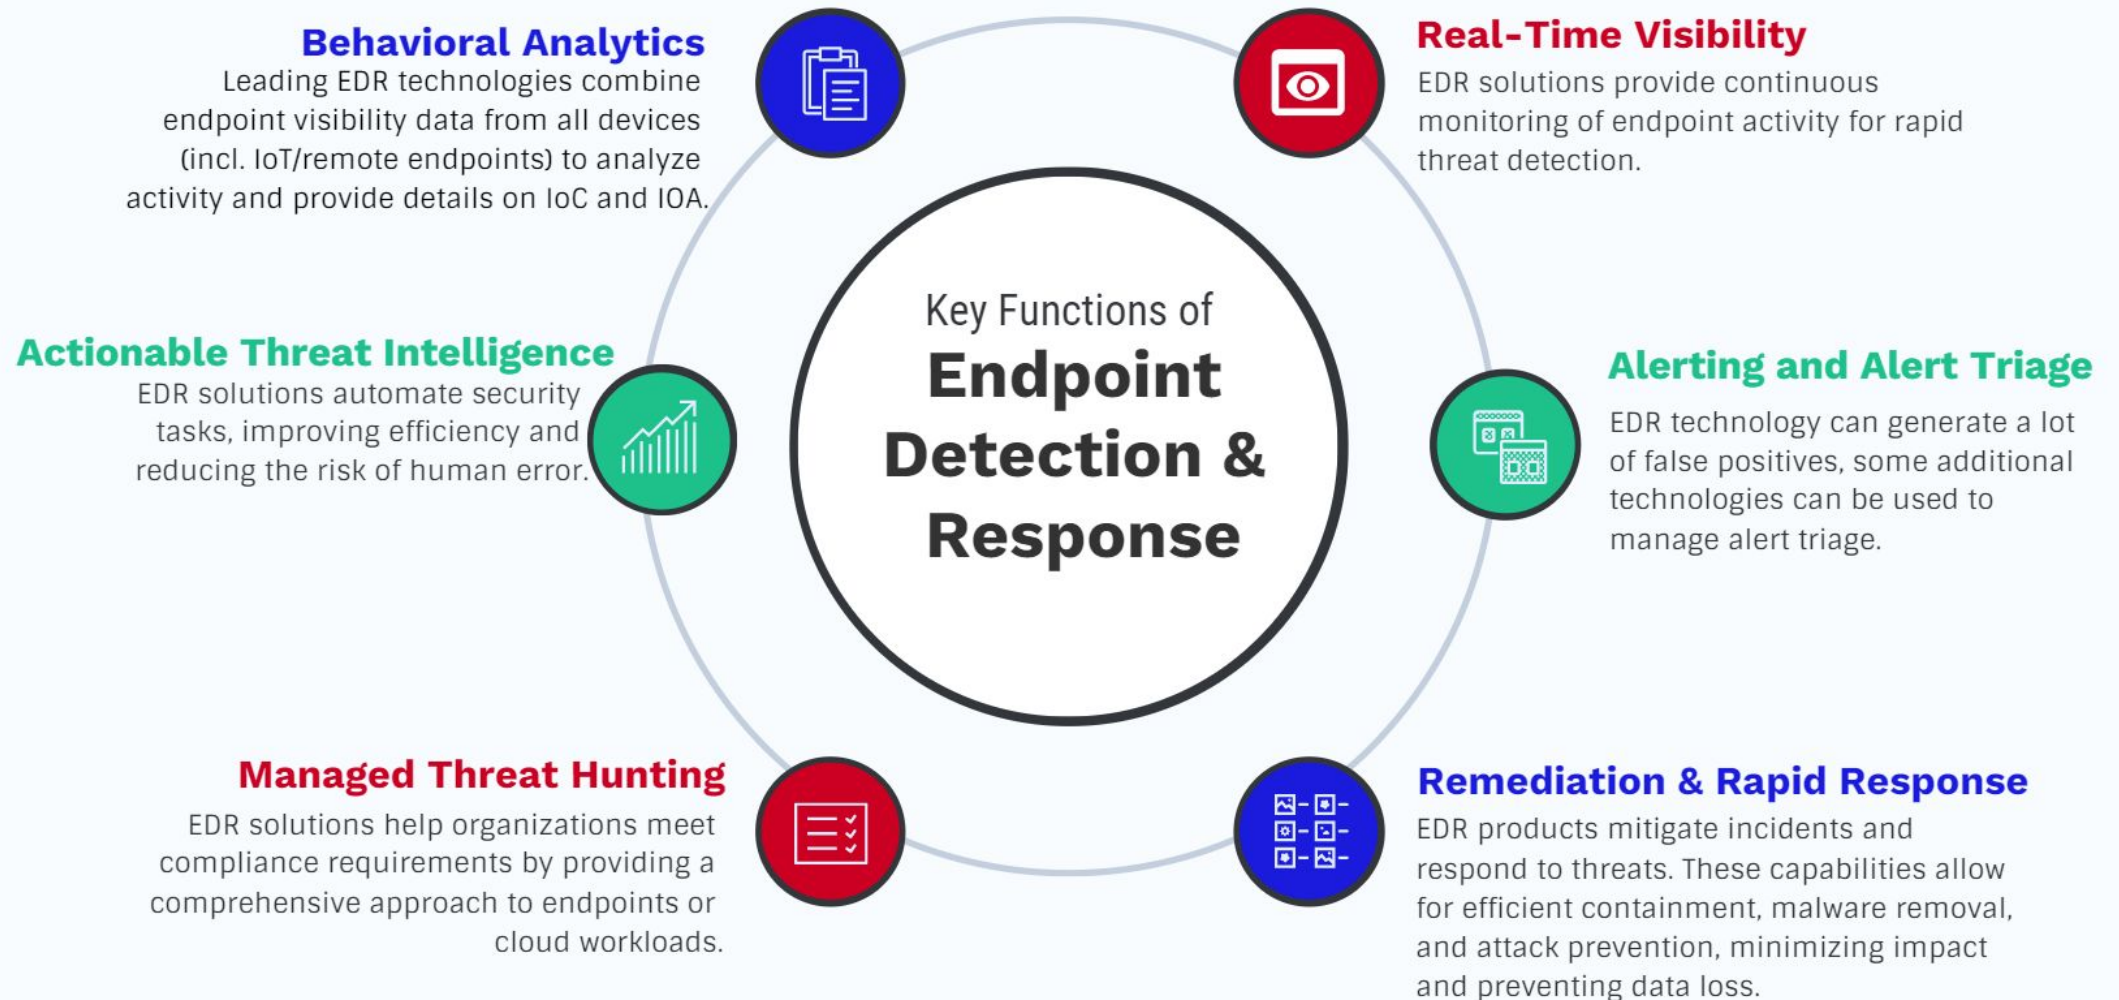 Behavioral Analytics
Leading EDR technologies combine
endpoint visibility data from all devices
(incl. IoT/remote endpoints) to analyze
activity and provide details on IoC and IOA.
Real-Time Visibility
EDR solutions provide continuous
monitoring of endpoint activity for rapid
threat detection.
Key Functions of
Endpoint
Detection &
Response
Actionable Threat Intelligence
EDR solutions automate security
tasks, improving efficiency and
reducing the risk of human error.
Alerting and Alert Triage
EDR technology can generate a lot
of false positives, some additional
technologies can be used to
manage alert triage.
Managed Threat Hunting
EDR solutions help organizations meet
compliance requirements by providing a
comprehensive approach to endpoints or
cloud workloads.
Remediation & Rapid Response
EDR products mitigate incidents and
respond to threats. These capabilities allow
for efficient containment, malware removal,
and attack prevention, minimizing impact
and preventing data loss.